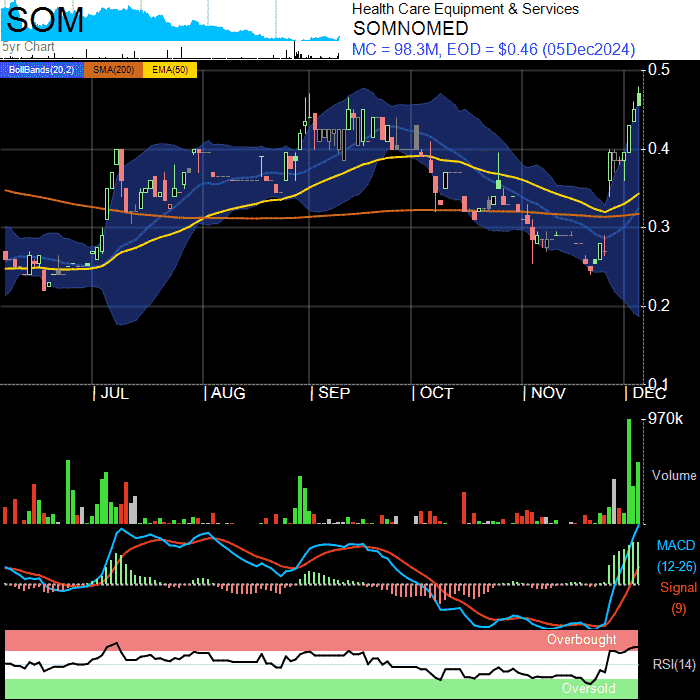 SOM
5yr Chart
Health Care Equipment & Services
SOMNOMED
MC = 98.3M, EOD = $0.46 (05Dec2024)
BollBands(20,2) SMA(200) EMA(50)
0.5
0.4
0.3
0.2
0.1
| JUL | AUG | SEP | OCT | NOV | DEC
970k
Volume
MACD
(12-26)
Signal
(9)
Overbought
RSI(14)
Oversold